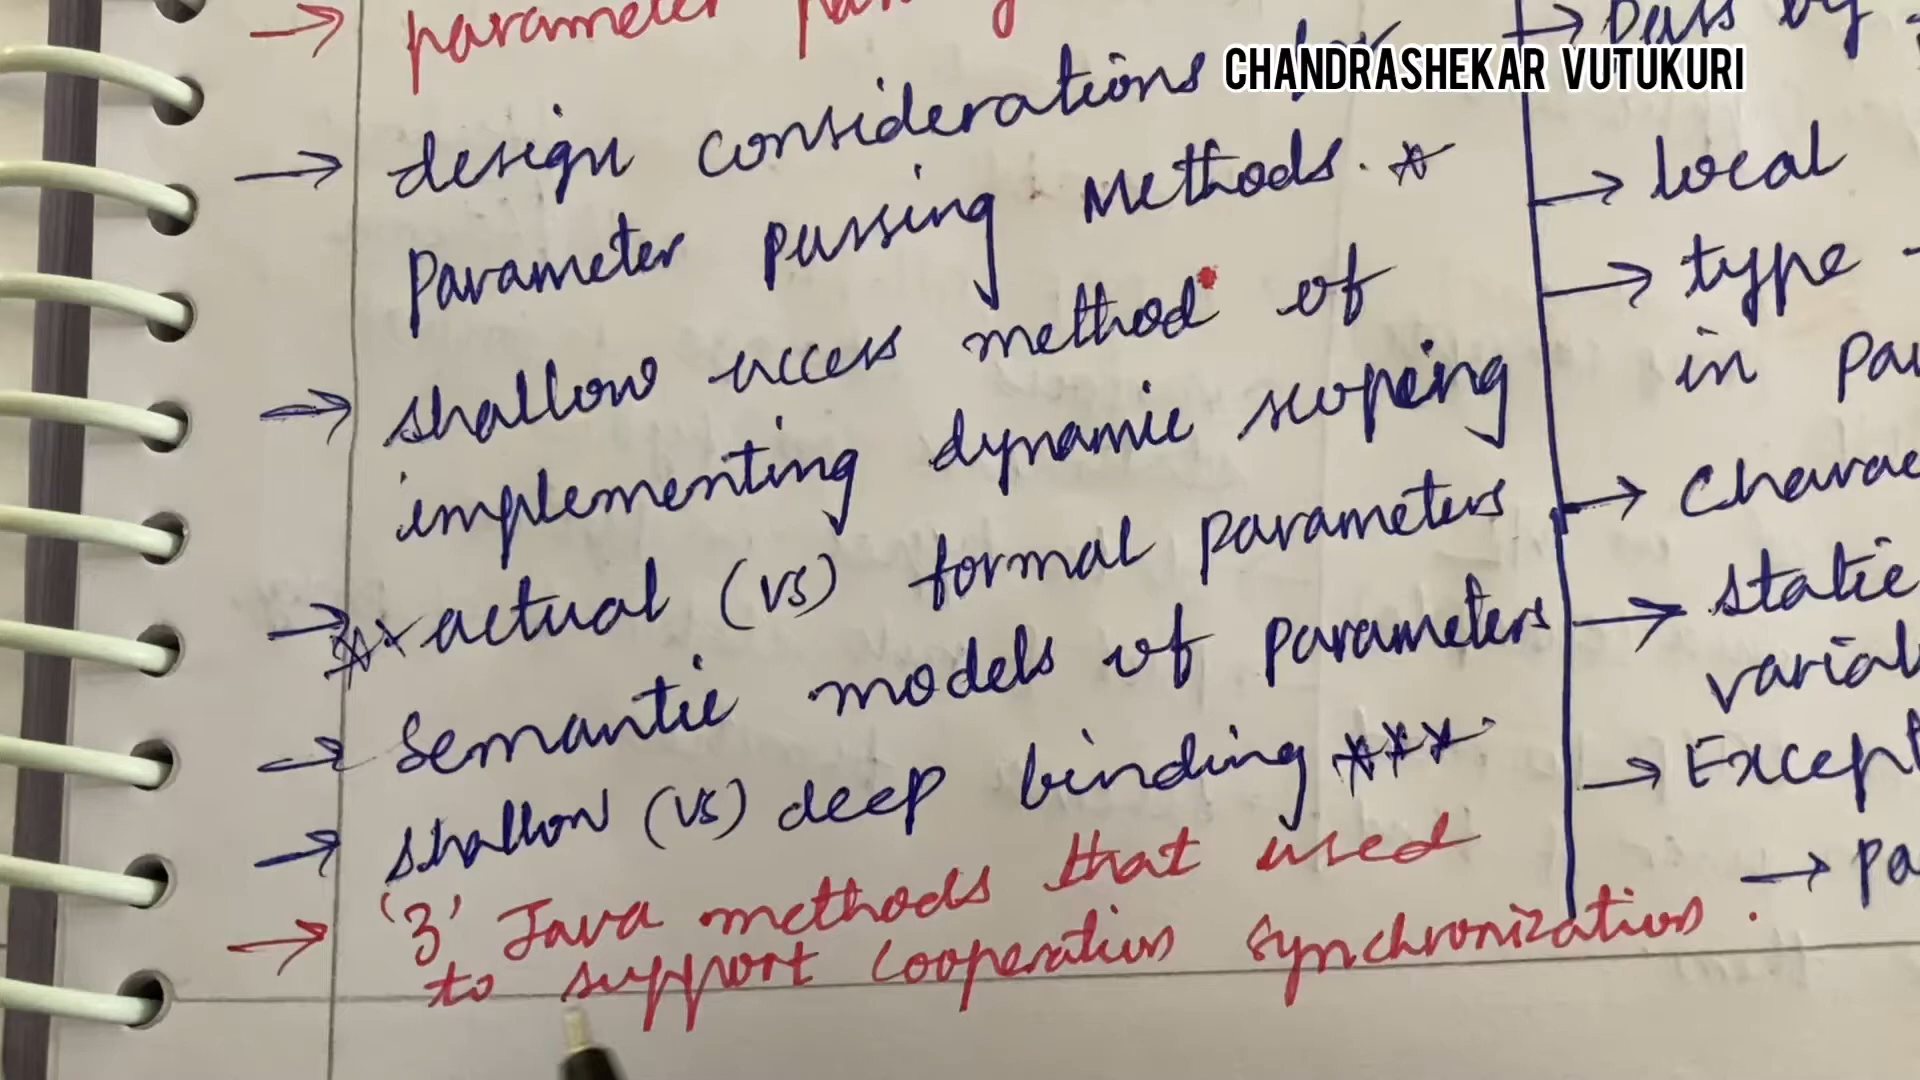 → parameter
→ design considerations for
Parameter passing Methods. *
→ shallow access method of
implementing dynamic scoping
→ ** actual (vs) formal parameters
→ Semantic models of parameters
→ shallow (vs) deep binding ***
→ '3' Java methods that used
to support Cooperation Synchronization.
→ pass by
→ local
→ type -
in
→
static
→
→
CHANDRASHEKAR VUTUKURI